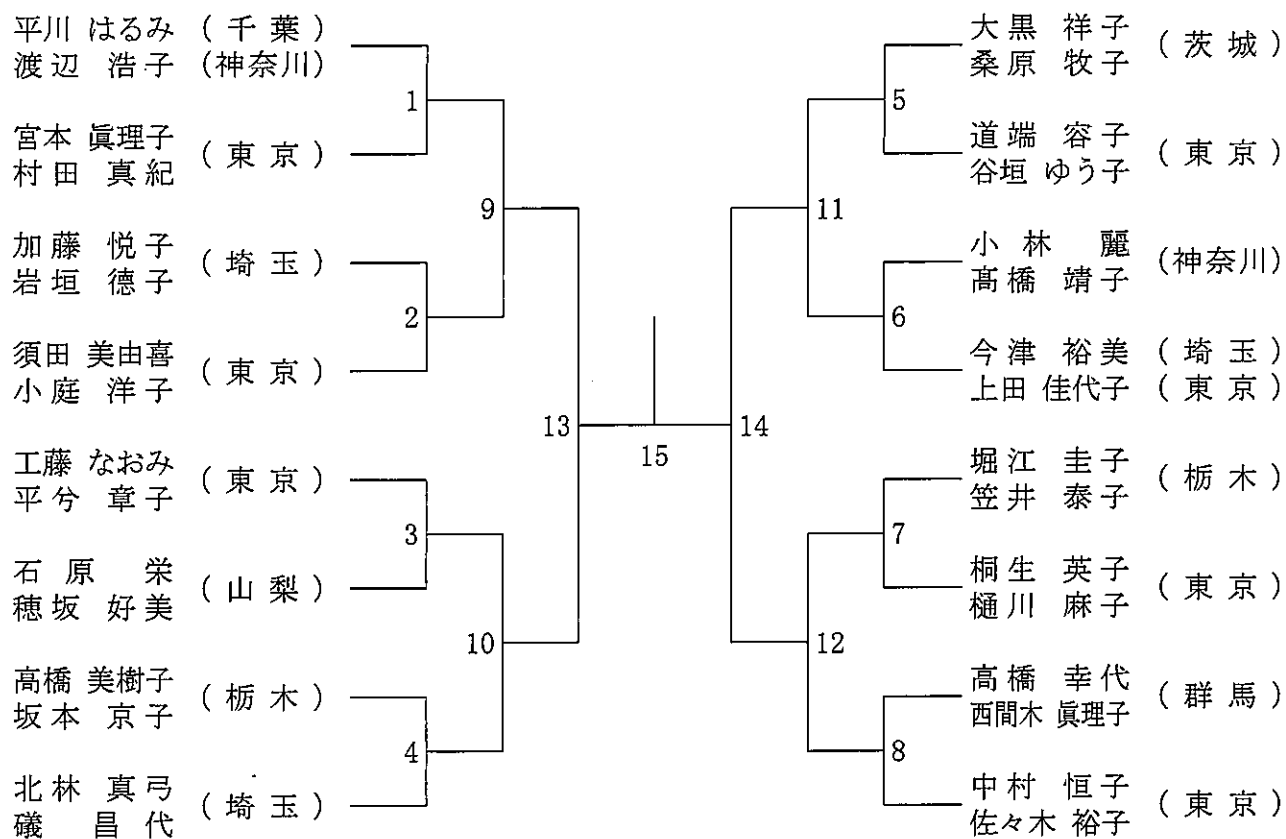 平川 はるみ (千葉)
渡辺 浩子 (神奈川)
1
宮本 眞理子
村田 真紀 (東京)
9
加藤 悦子
岩垣 德子 (埼玉)
2
須田 美由喜
小庭 洋子 (東京)
13
工藤 なおみ
平兮 章子 (東京)
3
石原 栄
穂坂 好美 (山梨)
10
高橋 美樹子
坂本 京子 (栃木)
4
北林 真弓
礒 昌代 (埼玉)
15
大黒 祥子
桑原 牧子 (茨城)
5
道端 容子
谷垣 ゆう子 (東京)
11
小林 麗
髙橋 靖子 (神奈川)
6
今津 裕美 (埼玉)
上田 佳代子 (東京)
14
堀江 圭子
笠井 泰子 (栃木)
7
桐生 英子
樋川 麻子 (東京)
12
高橋 幸代
西間木 眞理子 (群馬)
8
中村 恒子
佐々木 裕子 (東京)